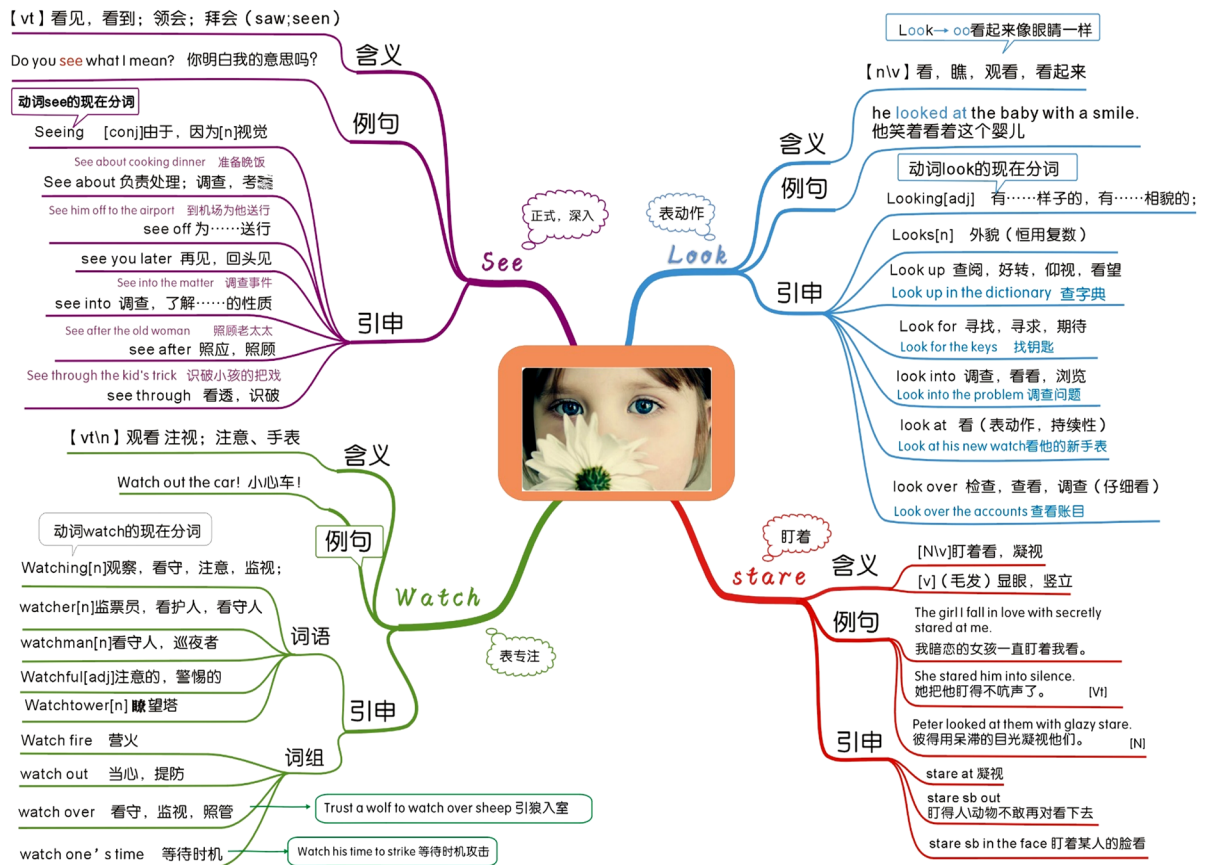 【vt】看见，看到；领会；拜会（saw;seen）
含义
Do you see what I mean? 你明白我的意思吗？
例句
动词see的现在分词
Seeing [conj]由于，因为[n]视觉
See about cooking dinner 准备晚饭
See about 负责处理；调查，考
See him off to the airport 到机场为他送行
see off 为……送行
see you later 再见，回头见
See into the matter 调查事件
see into 调查，了解……的性质
引申
See after the old woman 照顾老太太
see after 照应，照顾
See through the kid's trick 识破小孩的把戏
see through 看透，识破
正式，深入
See
Look→ oo看起来像眼睛一样
【n\v】看，瞧，观看，看起来
含义
he looked at the baby with a smile.
他笑着看着这个婴儿
例句
动词look的现在分词
Looking[adj] 有……样子的，有……相貌的；
表动作
Look
Looks[n] 外貌（恒用复数）
Look up 查阅，好转，仰视，看望
引申
Look up in the dictionary 查字典
Look for 寻找，寻求，期待
Look for the keys 找钥匙
look into 调查，看看，浏览
Look into the problem 调查问题
look at 看（表动作，持续性）
Look at his new watch看他的新手表
look over 检查，查看，调查（仔细看）
Look over the accounts 查看账目
【vt\n】观看 注视；注意、手表
含义
Watch out the car! 小心车！
例句
动词watch的现在分词
Watching[n]观察，看守，注意，监视；
Watch
watcher[n]监票员，看护人，看守人
词语
watchman[n]看守人，巡夜者
表专注
Watchful[adj]注意的，警惕的
Watchtower[n] 瞭望塔
引申
Watch fire 营火
词组
watch out 当心，提防
watch over 看守，监视，照管
Trust a wolf to watch over sheep 引狼入室
watch one's time 等待时机
Watch his time to strike 等待时机攻击
盯着
stare
含义
[N\v]盯着看，凝视
[v]（毛发）显眼，竖立
例句
The girl I fall in love with secretly
stared at me.
我暗恋的女孩一直盯着我看。
She stared him into silence.
她把他盯得不吭声了。 [Vt]
Peter looked at them with glazy stare.
彼得用呆滞的目光凝视他们。 [N]
引申
stare at 凝视
stare sb out
盯得人\动物不敢再对看下去
stare sb in the face 盯着某人的脸看